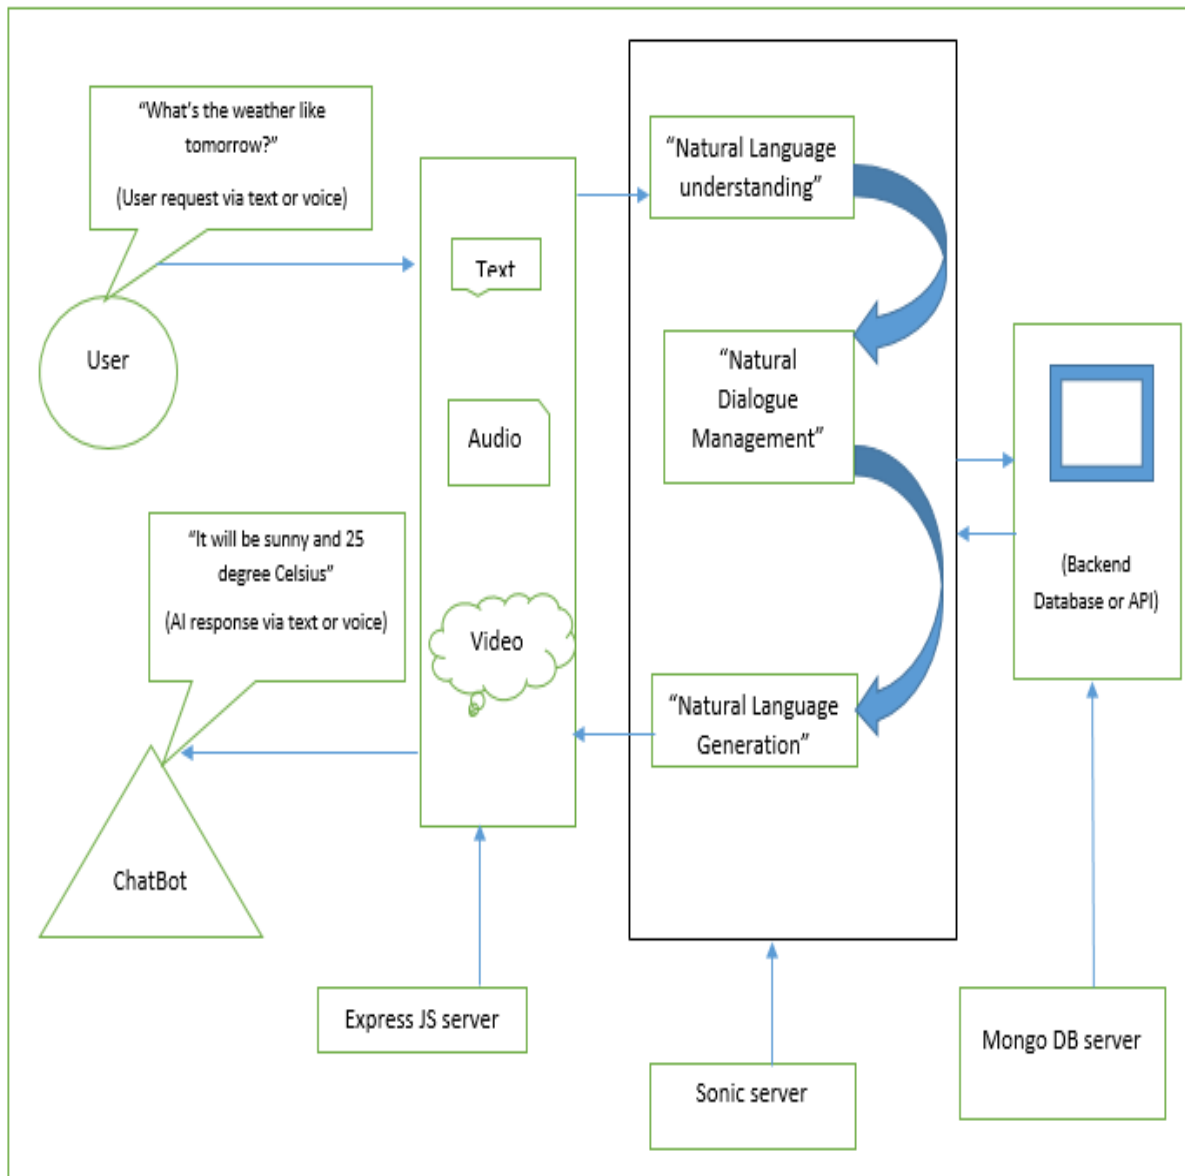 “What’s the weather like
tomorrow?”
(User request via text or voice)
User
“It will be sunny and 25
degree Celsius”
(AI response via text or voice)
ChatBot
Text
Audio
Video
Express JS server
“Natural Language
understanding”
“Natural
Dialogue
Management”
“Natural Language
Generation”
Sonic server
(Backend
Database or API)
Mongo DB server